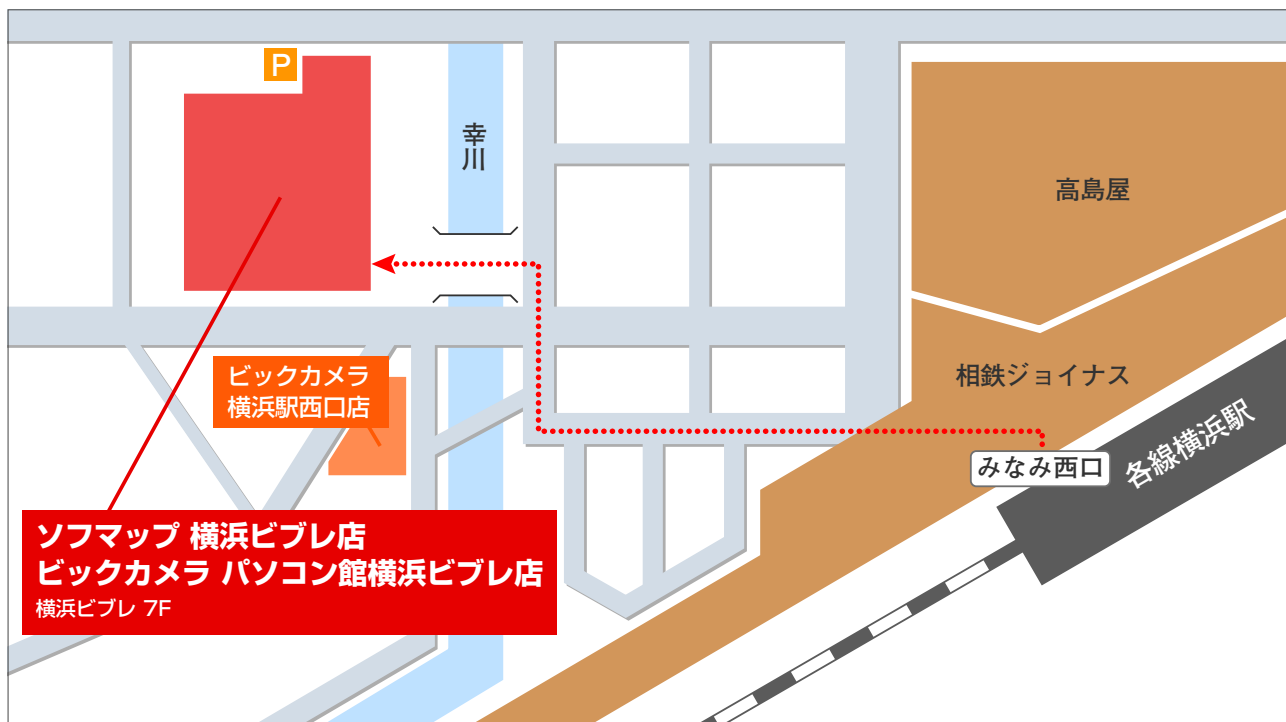 P
幸川
高島屋
相鉄ジョイナス
ビックカメラ
横浜駅西口店
みなみ西口
各線横浜駅
ソフマップ 横浜ビブレ店
ビックカメラ パソコン館横浜ビブレ店
横浜ビブレ 7F